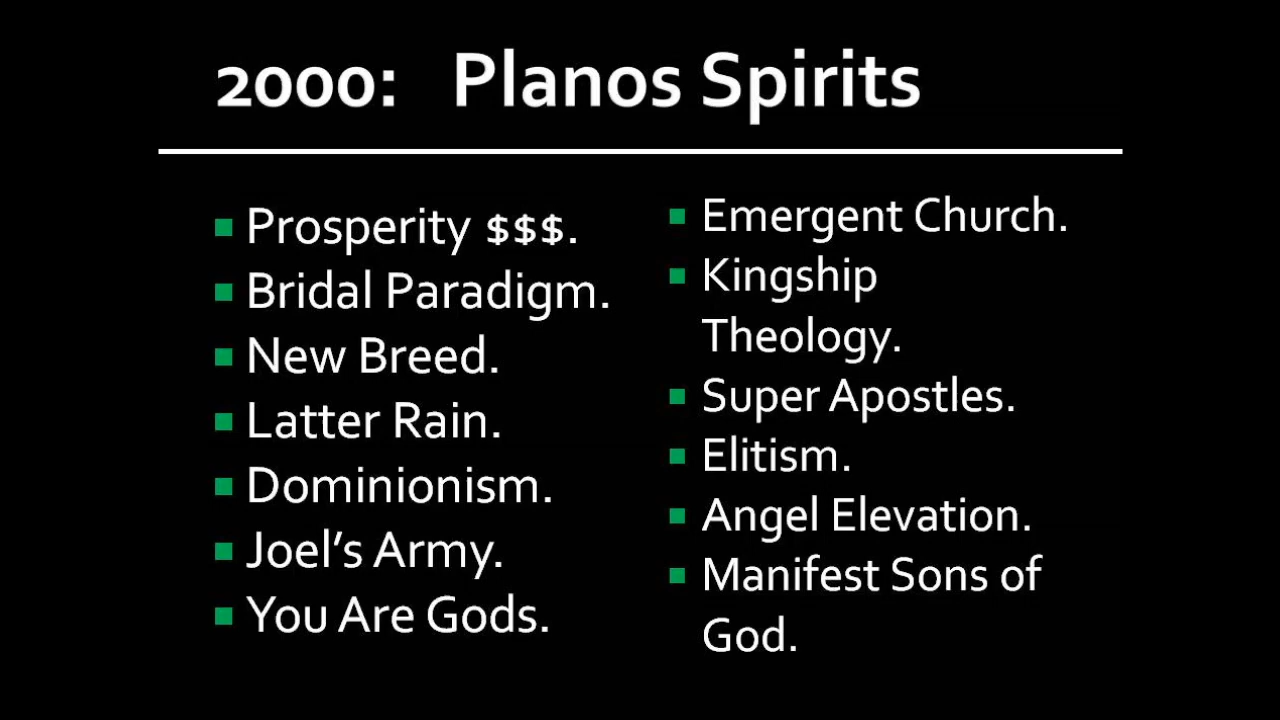 2000: Planos Spirits
Prosperity $$$.
Bridal Paradigm.
New Breed.
Latter Rain.
Dominionism.
Joel’s Army.
You Are Gods.
Emergent Church.
Kingship
Theology.
Super Apostles.
Elitism.
Angel Elevation.
Manifest Sons of
God.